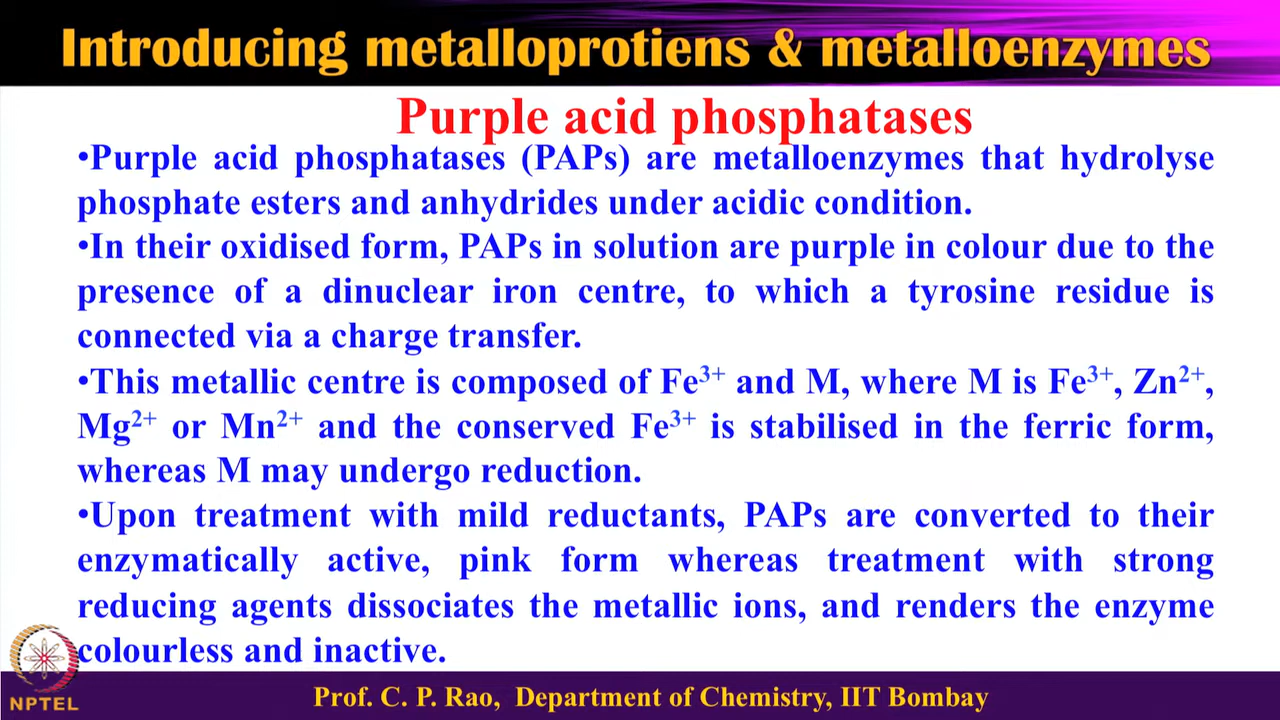 Introducing metalloprotiens & metalloenzymes
Purple acid phosphatases
•Purple acid phosphatases (PAPs) are metalloenzymes that hydrolyse
phosphate esters and anhydrides under acidic condition.
•In their oxidised form, PAPs in solution are purple in colour due to the
presence of a dinuclear iron centre, to which a tyrosine residue is
connected via a charge transfer.
•This metallic centre is composed of Fe³⁺ and M, where M is Fe³⁺, Zn²⁺,
Mg²⁺ or Mn²⁺ and the conserved Fe³⁺ is stabilised in the ferric form,
whereas M may undergo reduction.
•Upon treatment with mild reductants, PAPs are converted to their
enzymatically active, pink form whereas treatment with strong
reducing agents dissociates the metallic ions, and renders the enzyme
colourless and inactive.
NPTEL
Prof. C. P. Rao, Department of Chemistry, IIT Bombay